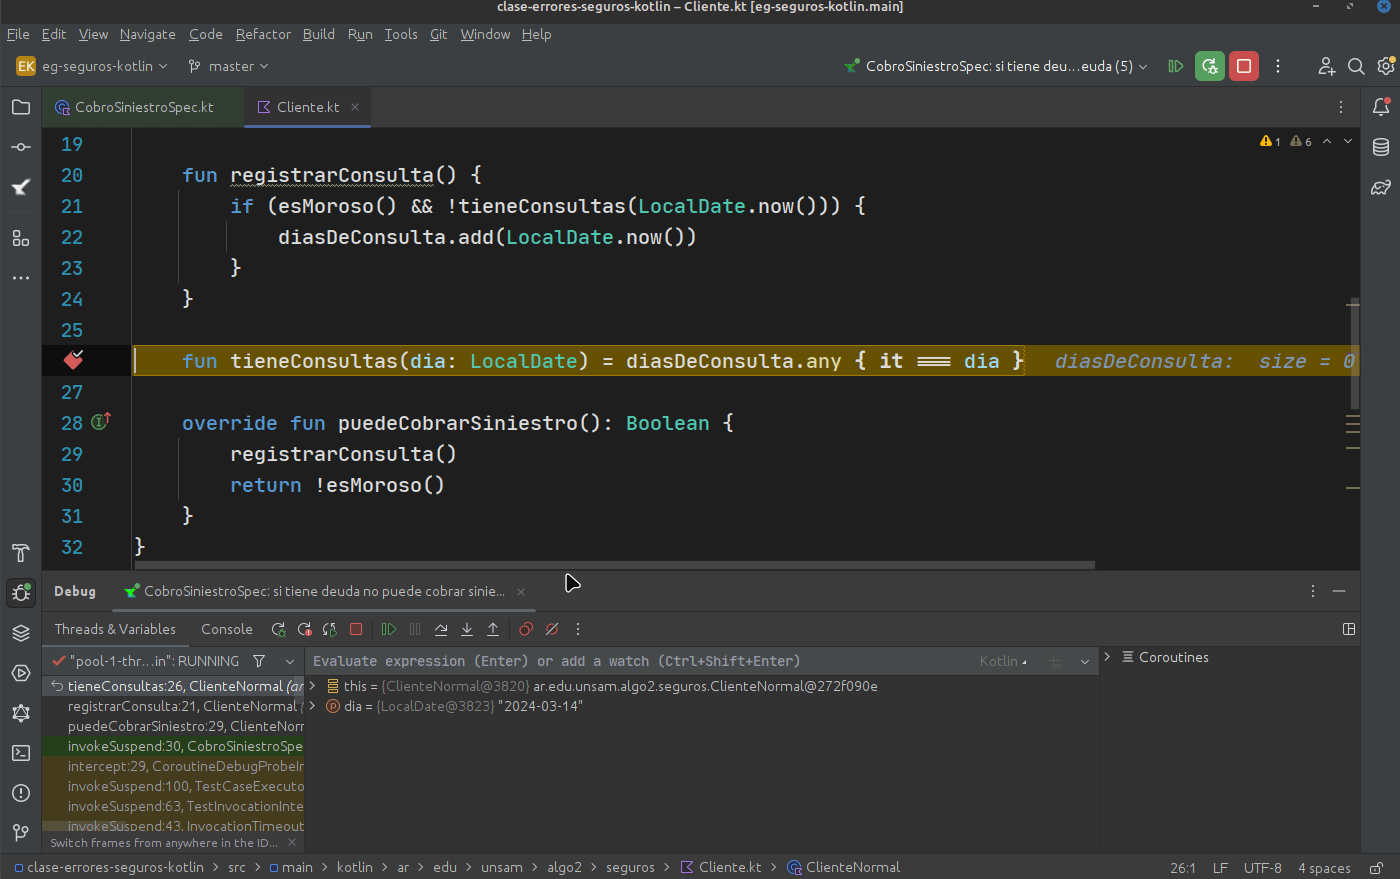 clase-errores-seguros-kotlin – Cliente.kt [eg-seguros-kotlin.main]
File Edit View Navigate Code Refactor Build Run Tools Git Window Help
EK eg-seguros-kotlin master CobroSiniestroSpec: si tiene deu...euda (5)
CobroSiniestroSpec.kt Cliente.kt
19 1 6
20 fun registrarConsulta() {
21 if (esMoroso() && !tieneConsultas(LocalDate.now())) {
22 diasDeConsulta.add(LocalDate.now())
23 }
24 }
25
fun tieneConsultas(dia: LocalDate) = diasDeConsulta.any { it === dia } diasDeConsulta: size = 0
27
28 override fun puedeCobrarSiniestro(): Boolean {
29 registrarConsulta()
30 return !esMoroso()
31 }
32 }
Debug CobroSiniestroSpec: si tiene deuda no puede cobrar sinie...
Threads & Variables Console
"pool-1-thr...in": RUNNING Evaluate expression (Enter) or add a watch (Ctrl+Shift+Enter) Kotlin Coroutines
tieneConsultas:26, ClienteNormal (ar this = {ClienteNormal@3820} ar.edu.unsam.algo2.seguros.ClienteNormal@272f090e
registrarConsulta:21, ClienteNormal ( dia = {LocalDate@3823} "2024-03-14"
puedeCobrarSiniestro:29, ClienteNorr
invokeSuspend:30, CobroSiniestroSpe
intercept:29, CoroutineDebugProbeIn
invokeSuspend:100, TestCaseExecuto
invokeSuspend:63, TestInvocationInte
invokeSuspend:43, InvocationTimeout
Switch frames from anywhere in the ID...
clase-errores-seguros-kotlin > src > main > kotlin > ar > edu > unsam > algo2 > seguros > Cliente.kt > ClienteNormal 26:1 LF UTF-8 4 spaces